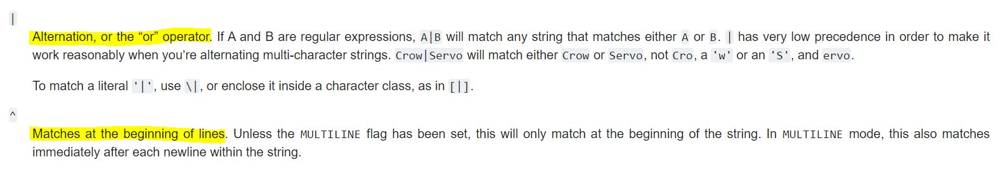 |
Alternation, or the “or” operator. If A and B are regular expressions, A|B will match any string that matches either A or B. | has very low precedence in order to make it
work reasonably when you’re alternating multi-character strings. Crow|Servo will match either Crow or Servo, not Cro, a 'w' or an 'S', and ervo.
To match a literal '|', use \|, or enclose it inside a character class, as in [|].
^
Matches at the beginning of lines. Unless the MULTILINE flag has been set, this will only match at the beginning of the string. In MULTILINE mode, this also matches
immediately after each newline within the string.